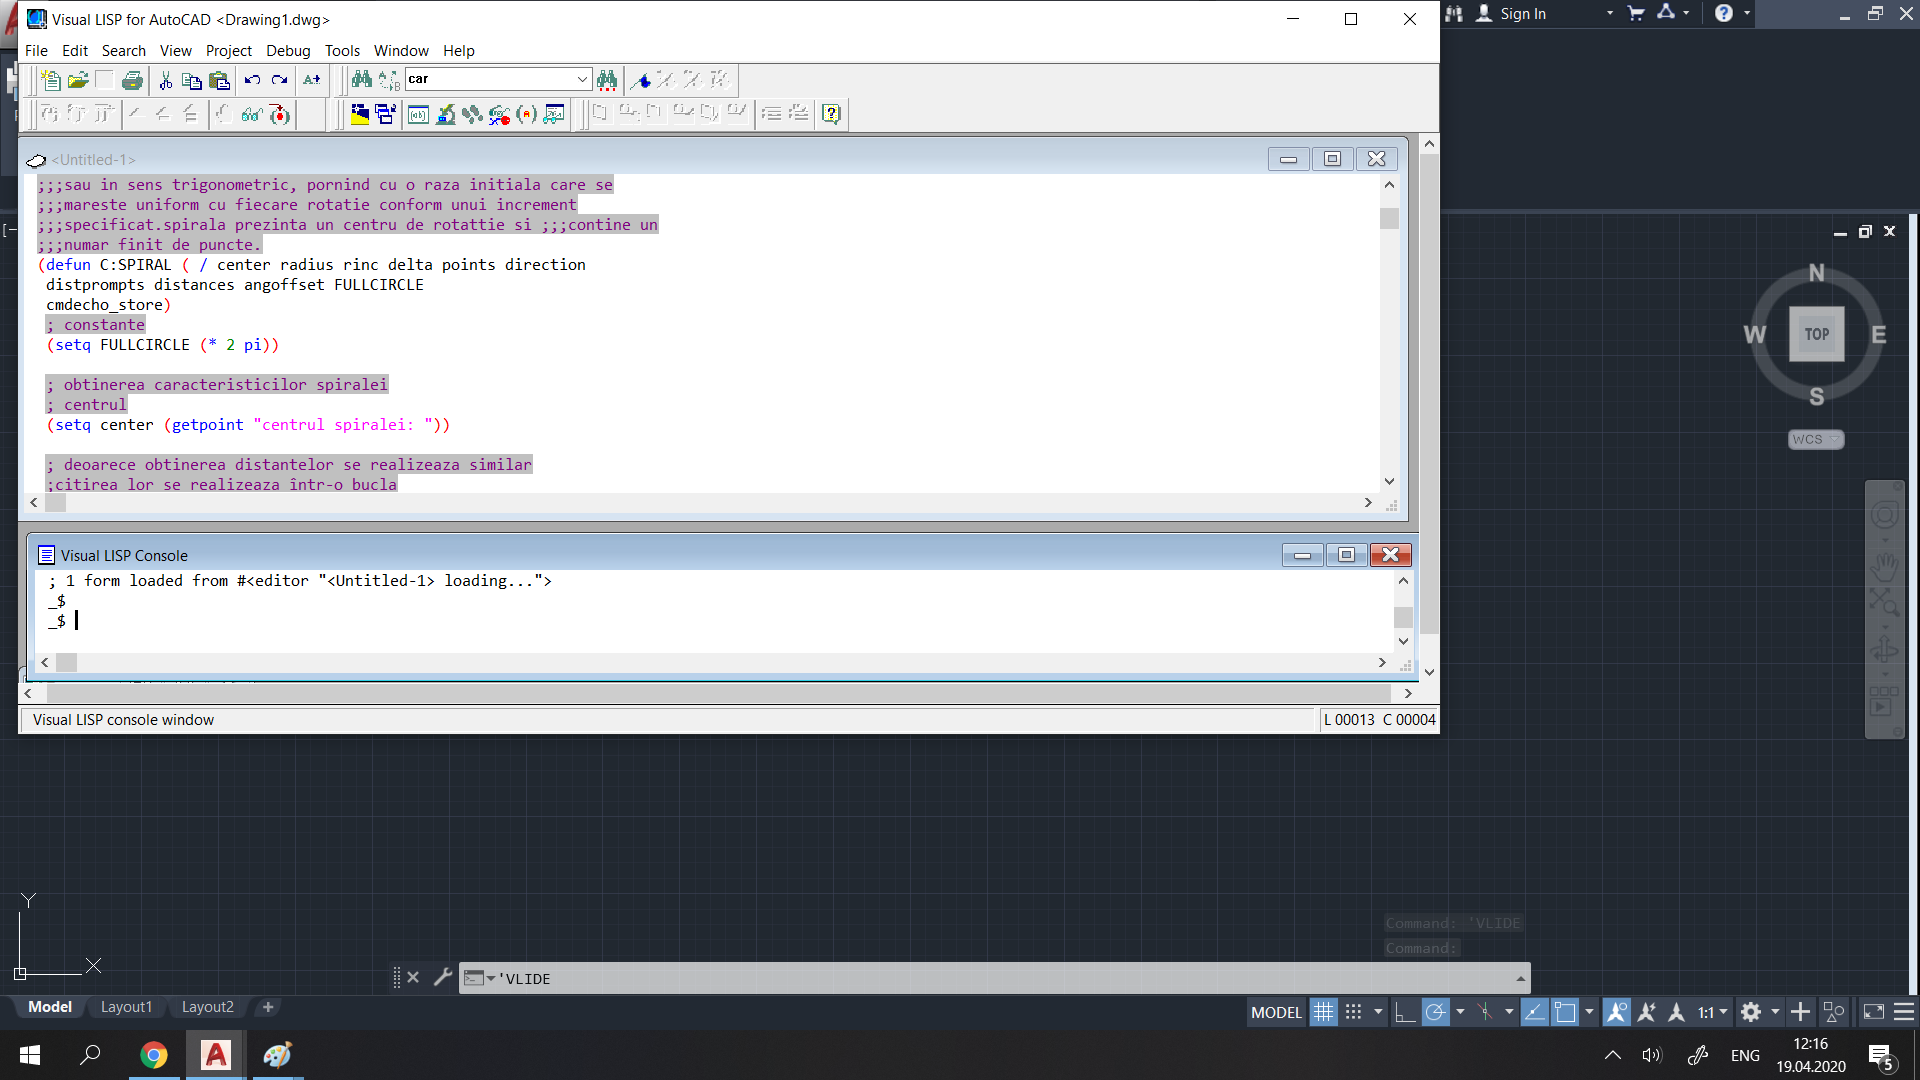 Visual LISP for AutoCAD <Drawing1.dwg>
Sign In
File Edit Search View Project Debug Tools Window Help
car
<Untitled-1>
;;;sau in sens trigonometric, pornind cu o raza initiala care se
;;;mareste uniform cu fiecare rotatie conform unui increment
;;;specificat.spirala prezinta un centru de rotattie si ;;;contine un
;;;numar finit de puncte.
(defun C:SPIRAL ( / center radius rinc delta points direction
distprompts distances angoffset FULLCIRCLE
cmdecho_store)
; constante
(setq FULLCIRCLE (* 2 pi))
; obtinerea caracteristicilor spiralei
; centrul
(setq center (getpoint "centrul spiralei: "))
; deoarece obtinerea distantelor se realizeaza similar
;citirea lor se realizeaza într-o bucla
Visual LISP Console
; 1 form loaded from #<editor "<Untitled-1> loading...">
_$
_$
Visual LISP console window
L 00013 C 00004
N
W TOP E
S
WCS
Y
X
Command: 'VLIDE
Command:
'VLIDE
Model Layout1 Layout2 +
MODEL
1:1
ENG
12:16
19.04.2020
5